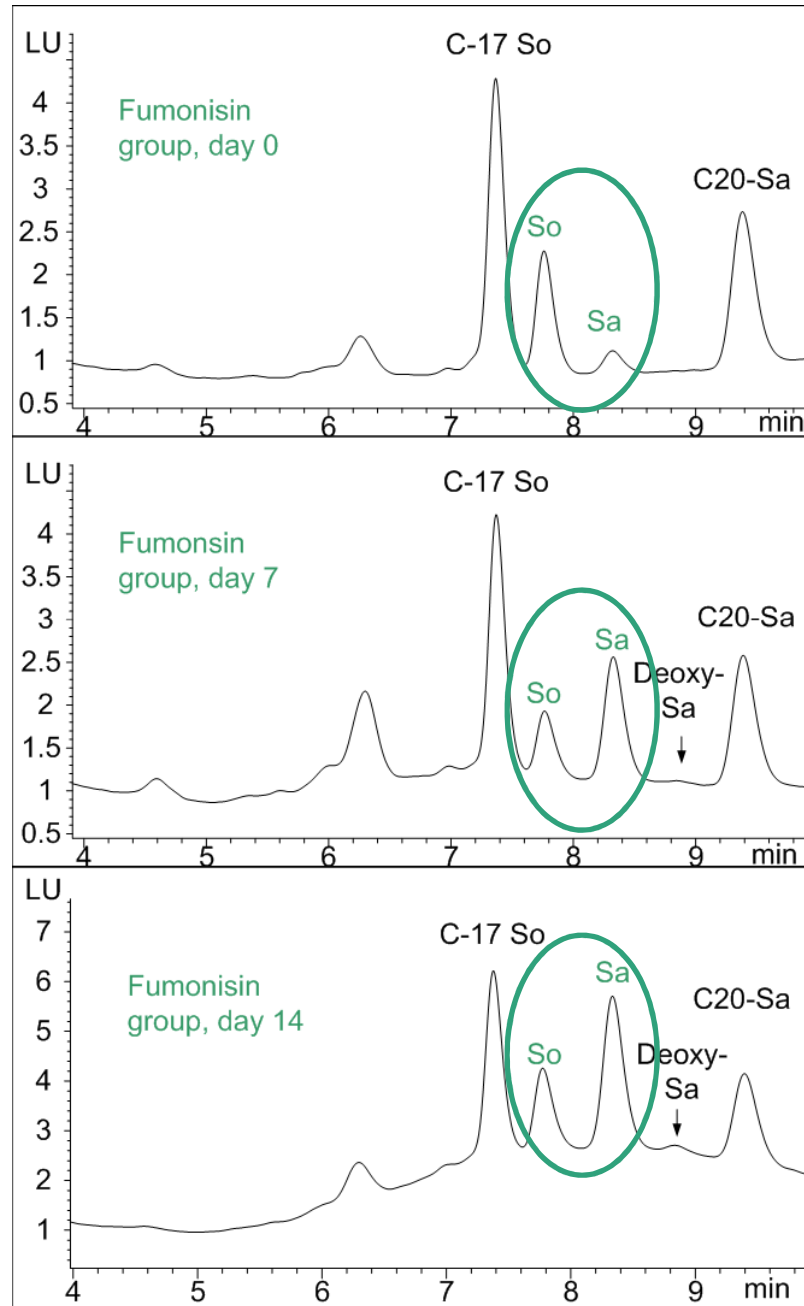 LU
C-17 So
Fumonisin
group, day 0
C20-Sa
So
Sa
4
3.5
3
2.5
2
1.5
1
0.5
4 5 6 7 8 9 min
LU
C-17 So
Fumonsin
group, day 7
C20-Sa
Sa
Deoxy-
So
Sa
4
3.5
3
2.5
2
1.5
1
0.5
4 5 6 7 8 9 min
LU
C-17 So
Sa
Fumonisin
group, day 14
C20-Sa
So
Deoxy-
Sa
7
6
5
4
3
2
1
4 5 6 7 8 9 min